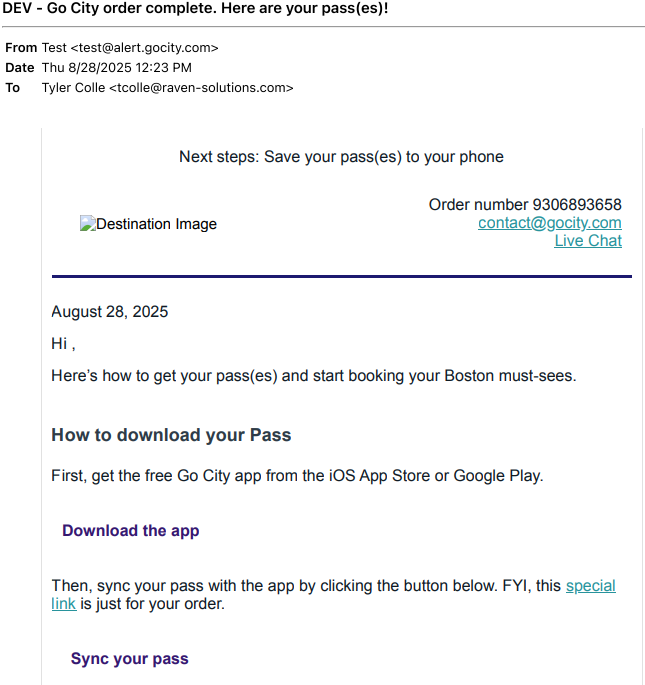 DEV - Go City order complete. Here are your pass(es)!
From Test <test@alert.gocity.com>
Date Thu 8/28/2025 12:23 PM
To Tyler Colle <tcolle@raven-solutions.com>
Next steps: Save your pass(es) to your phone
Destination Image
Order number 9306893658
contact@gocity.com
Live Chat
August 28, 2025
Hi ,
Here’s how to get your pass(es) and start booking your Boston must-sees.
How to download your Pass
First, get the free Go City app from the iOS App Store or Google Play.
Download the app
Then, sync your pass with the app by clicking the button below. FYI, this special
link is just for your order.
Sync your pass